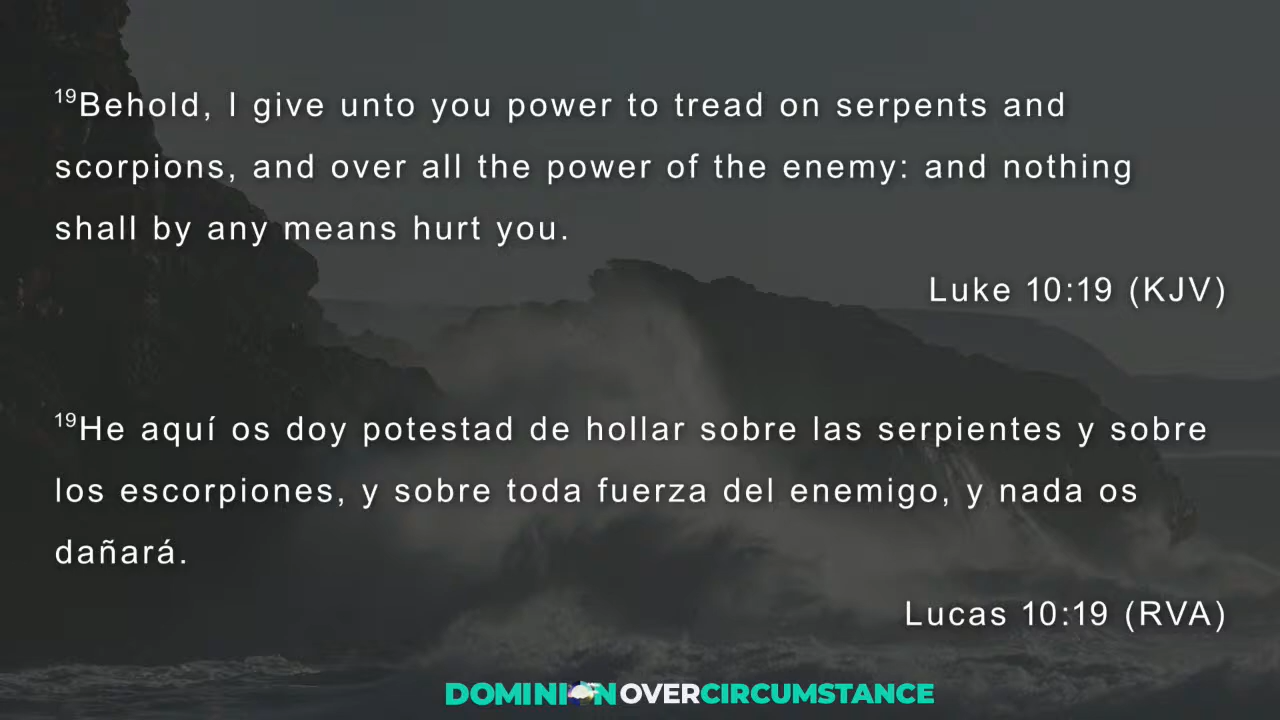 ¹⁹Behold, I give unto you power to tread on serpents and
scorpions, and over all the power of the enemy: and nothing
shall by any means hurt you.
Luke 10:19 (KJV)
¹⁹He aquí os doy potestad de hollar sobre las serpientes y sobre
los escorpiones, y sobre toda fuerza del enemigo, y nada os
dañará.
Lucas 10:19 (RVA)
DOMINION OVERCIRCUMSTANCE